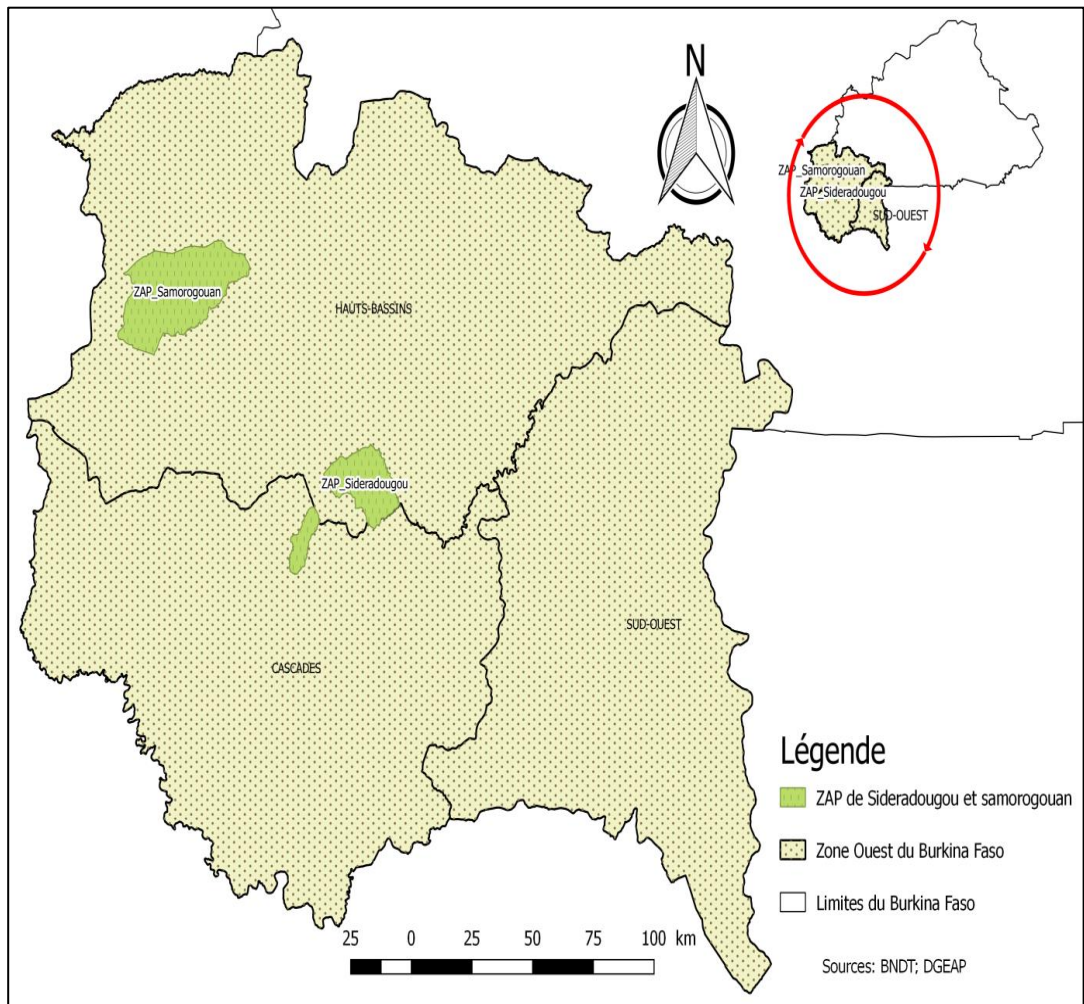 N
ZAP_Samorogouan
ZAP_Sideradougou
SUD-OUEST
ZAP_Samorogouan
HAUTS-BASSINS
ZAP_Sideradougou
SUD-OUEST
CASCADES
Légende
ZAP de Sideradougou et samorogouan
Zone Ouest du Burkina Faso
Limites du Burkina Faso
25 0 25 50 75 100 km
Sources: BNDT; DGEAP